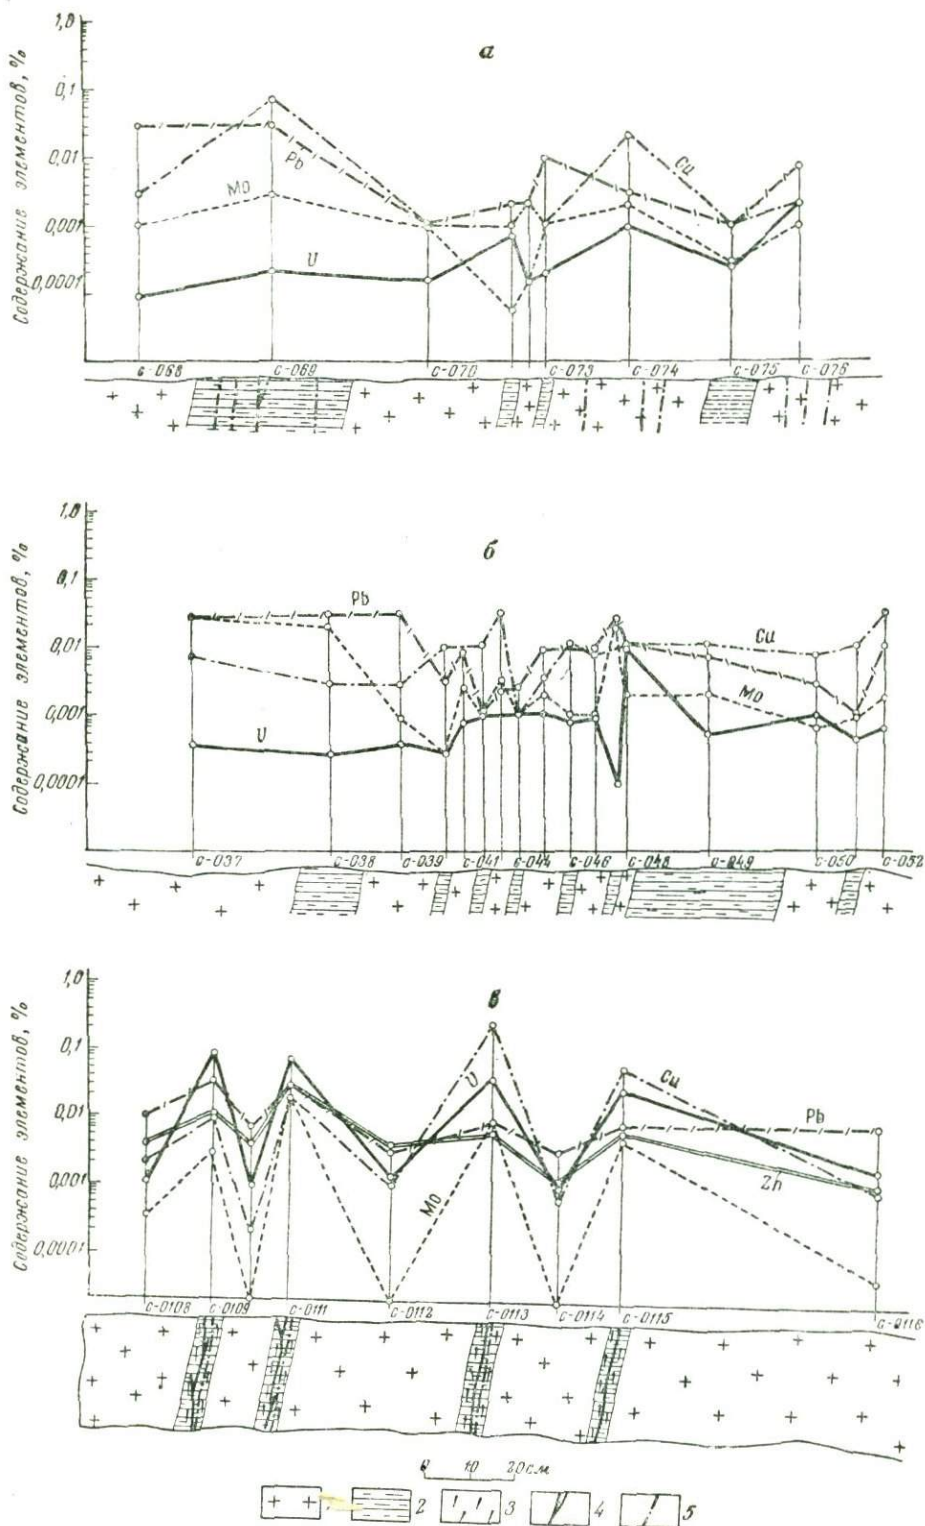 а
Содержание элементов, %
1,0
0,1
0,01
0,001
0,0001
Pb
Mo
U
Cu
с-068 с-069 с-070 с-073 с-074 с-075 с-076
б
Содержание элементов, %
1,0
0,1
0,01
0,001
0,0001
Pb
U
Cu
Mo
с-037 с-038 с-039 с-041 с-044 с-046 с-048 с-049 с-050 с-052
в
Содержание элементов, %
1,0
0,1
0,01
0,001
0,0001
U
Cu
Pb
Mo
Zn
с-0108 с-0109 с-0111 с-0112 с-0113 с-0114 с-0115 с-0116
0 10 20см
2 3 4 5